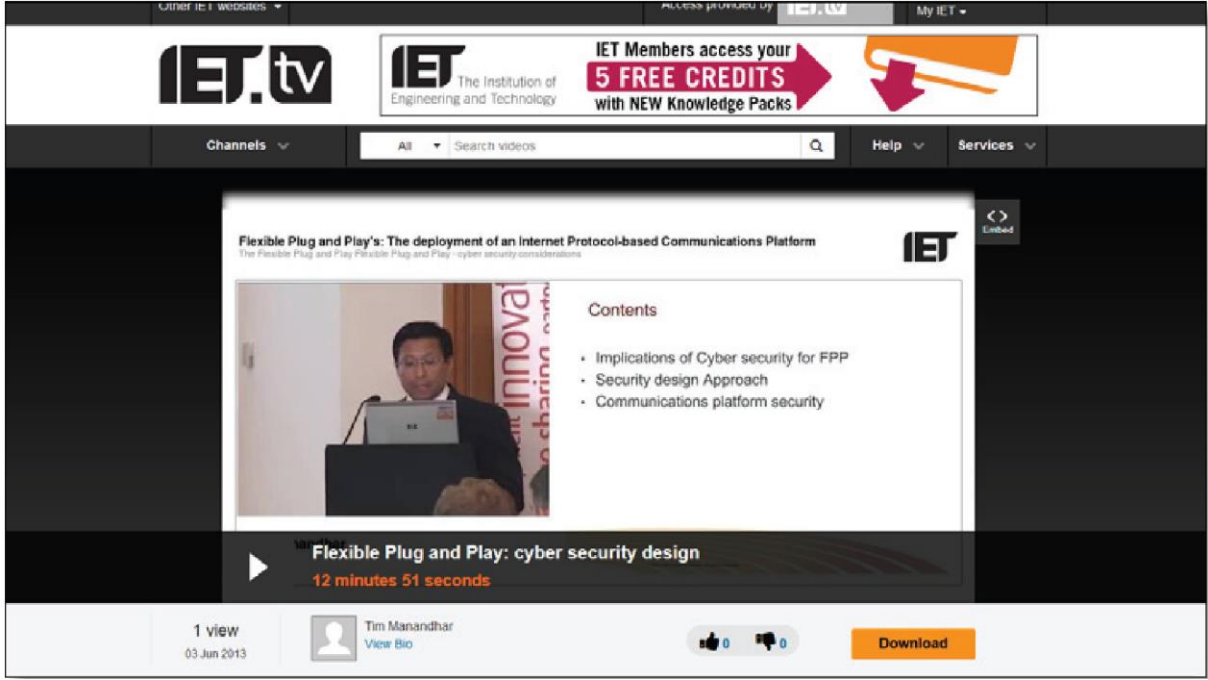 Other IET websites
Access provided by IET.tv
My IET
IET.tv
IET The Institution of
Engineering and Technology
IET Members access your
5 FREE CREDITS
with NEW Knowledge Packs
Channels
All
Search videos
Help
Services
Embed
Flexible Plug and Play's: The deployment of an Internet Protocol-based Communications Platform
The Flexible Plug and Play Flexible Plug and Play - cyber security considerations
IET
Contents
• Implications of Cyber security for FPP
• Security design Approach
• Communications platform security
innovat
sharing
hp
Flexible Plug and Play: cyber security design
12 minutes 51 seconds
1 view
03 Jun 2013
Tim Manandhar
View Bio
0
0
Download